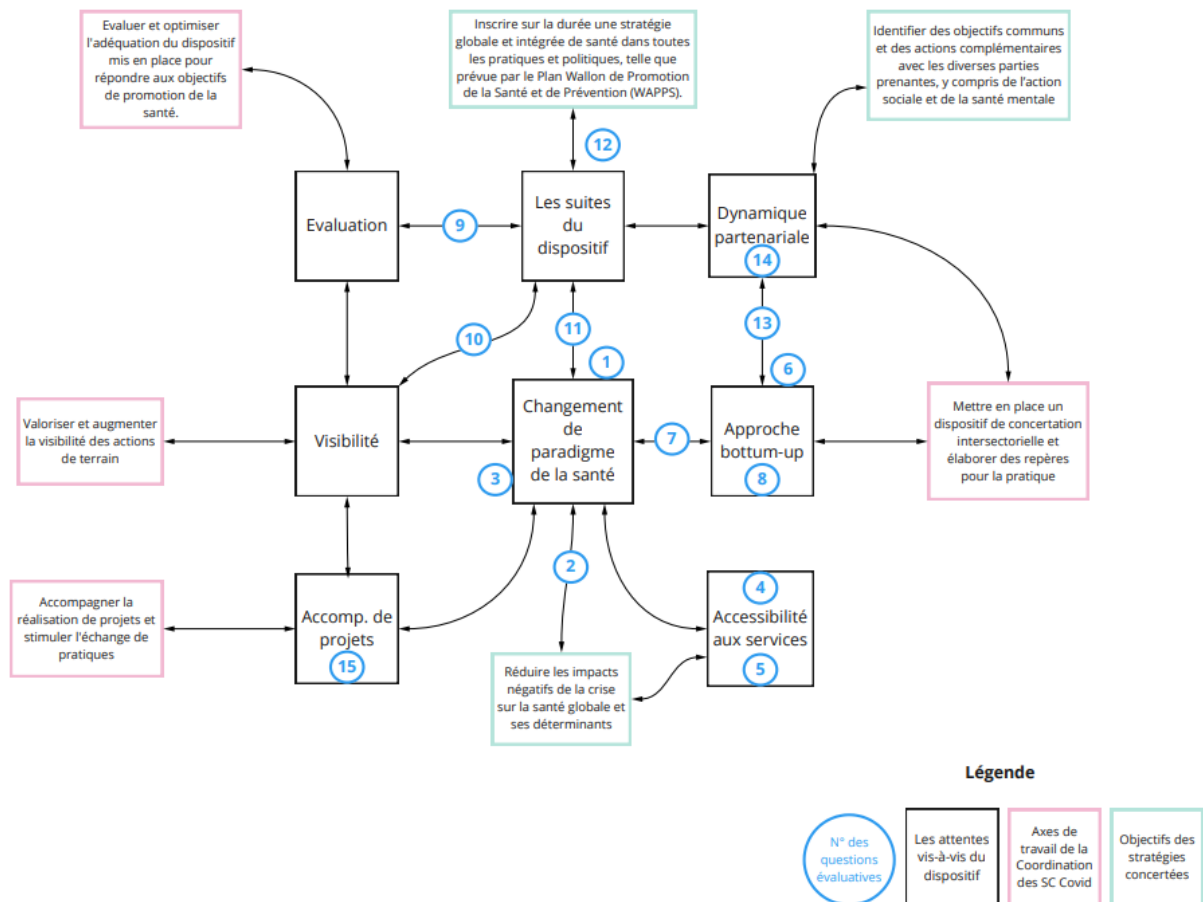 Evaluer et optimiser
l'adéquation du dispositif
mis en place pour
répondre aux objectifs
de promotion de la
santé.
Inscrire sur la durée une stratégie
globale et intégrée de santé dans toutes
les pratiques et politiques, telle que
prévue par le Plan Wallon de Promotion
de la Santé et de Prévention (WAPPS).
Identifier des objectifs communs
et des actions complémentaires
avec les diverses parties
prenantes, y compris de l'action
sociale et de la santé mentale
12
Evaluation
9
Les suites
du
dispositif
Dynamique
partenariale
14
10
11
13
1
6
Valoriser et augmenter
la visibilité des actions
de terrain
Visibilité
Changement
de
paradigme
de la santé
3
7
Approche
bottum-up
8
Mettre en place un
dispositif de concertation
intersectorielle et
élaborer des repères
pour la pratique
2
Accompagner la
réalisation de projets et
stimuler l'échange de
pratiques
Accomp. de
projets
15
4
Accessibilité
aux services
5
Réduire les impacts
négatifs de la crise
sur la santé globale et
ses déterminants
Légende
N° des
questions
évaluatives
Les attentes
vis-à-vis du
dispositif
Axes de
travail de la
Coordination
des SC Covid
Objectifs des
stratégies
concertées